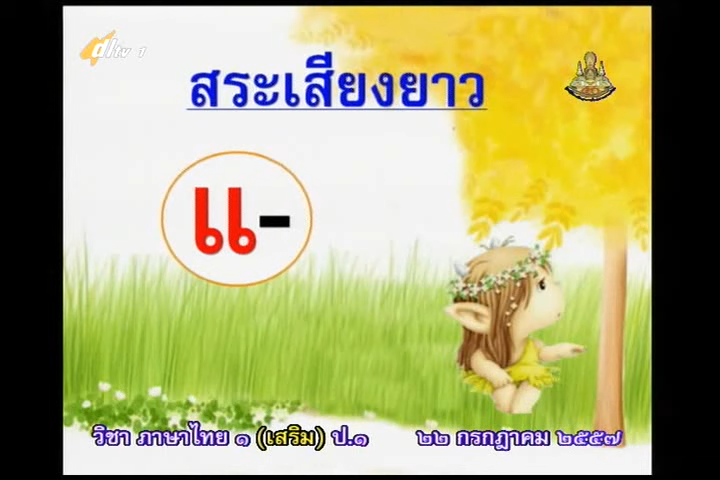 dltv 1
สระเสียงยาว
แ-
วิชา ภาษาไทย ๑ (เสริม) ป.๑ ๒๒ กรกฎาคม ๒๕๕๗